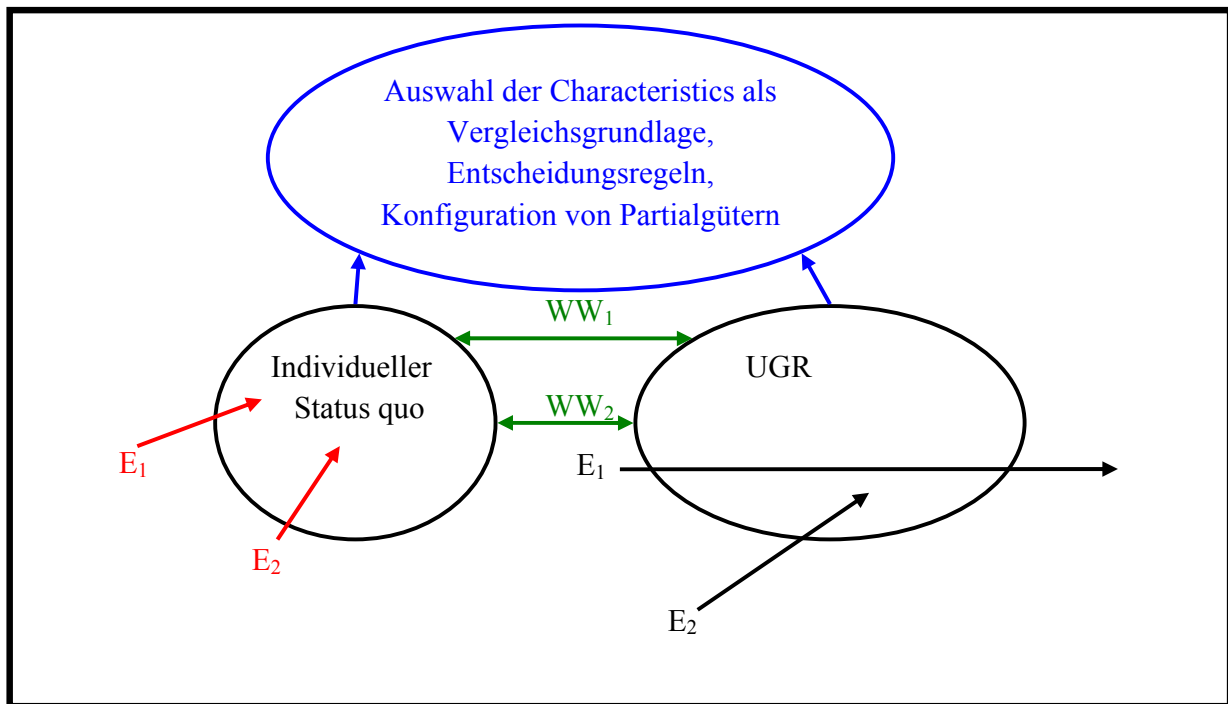 Auswahl der Characteristics als
Vergleichsgrundlage,
Entscheidungsregeln,
Konfiguration von Partialgütern
WW₁
Individueller
Status quo
UGR
WW₂
E₁
E₁
E₂
E₂